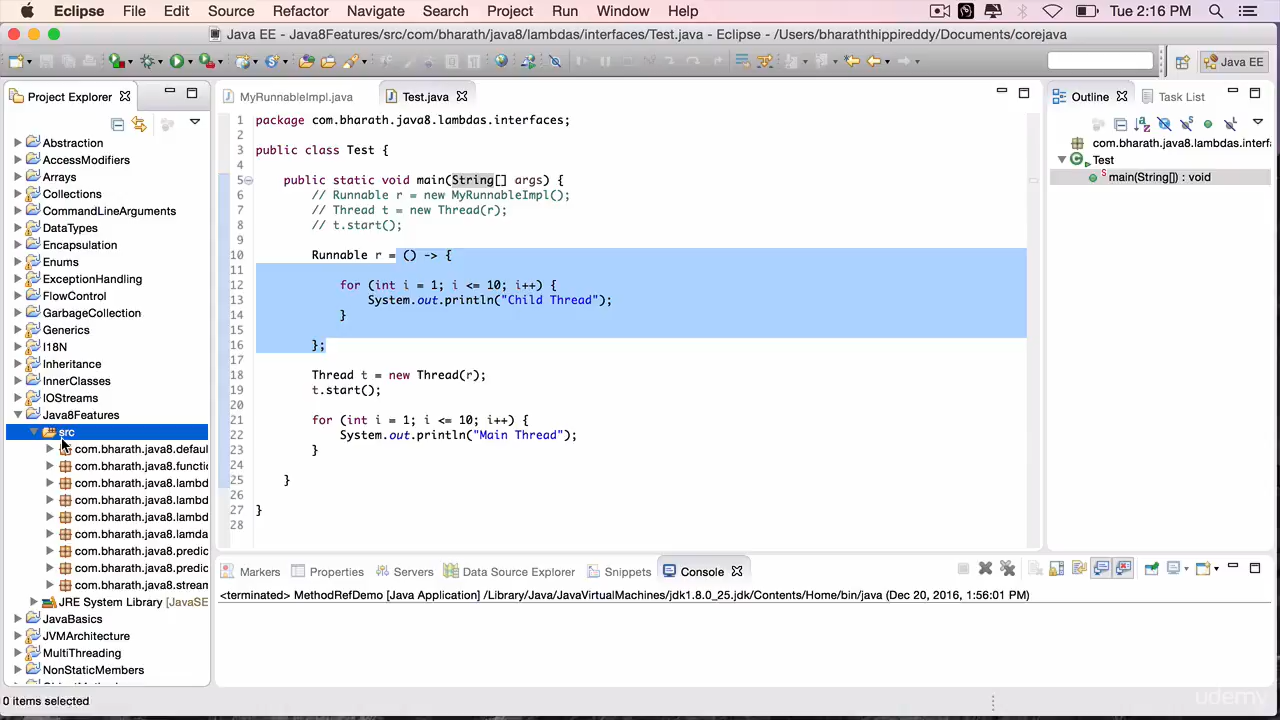 Eclipse File Edit Source Refactor Navigate Search Project Run Window Help Tue 2:16 PM
Java EE - Java8Features/src/com/bharath/java8/lambdas/interfaces/Test.java - Eclipse - /Users/bharaththippireddy/Documents/corejava
Java EE
Project Explorer
MyRunnableImpl.java Test.java
Outline Task List
Abstraction
AccessModifiers
Arrays
Collections
CommandLineArguments
DataTypes
Encapsulation
Enums
ExceptionHandling
FlowControl
GarbageCollection
Generics
I18N
Inheritance
InnerClasses
IOStreams
Java8Features
src
com.bharath.java8.defaul
com.bharath.java8.functio
com.bharath.java8.lambd
com.bharath.java8.lambd
com.bharath.java8.lambd
com.bharath.java8.lamda
com.bharath.java8.predic
com.bharath.java8.predic
com.bharath.java8.stream
JRE System Library [JavaSE
JavaBasics
JVMArchitecture
MultiThreading
NonStaticMembers
1 package com.bharath.java8.lambdas.interfaces;
2
3 public class Test {
4
5 public static void main(String[] args) {
6 // Runnable r = new MyRunnableImpl();
7 // Thread t = new Thread(r);
8 // t.start();
9
10 Runnable r = () -> {
11
12 for (int i = 1; i <= 10; i++) {
13 System.out.println("Child Thread");
14 }
15
16 };
17
18 Thread t = new Thread(r);
19 t.start();
20
21 for (int i = 1; i <= 10; i++) {
22 System.out.println("Main Thread");
23 }
24
25 }
26
27 }
28
com.bharath.java8.lambdas.interf
Test
main(String[]) : void
Markers Properties Servers Data Source Explorer Snippets Console
<terminated> MethodRefDemo [Java Application] /Library/Java/JavaVirtualMachines/jdk1.8.0_25.jdk/Contents/Home/bin/java (Dec 20, 2016, 1:56:01 PM)
0 items selected
udemy